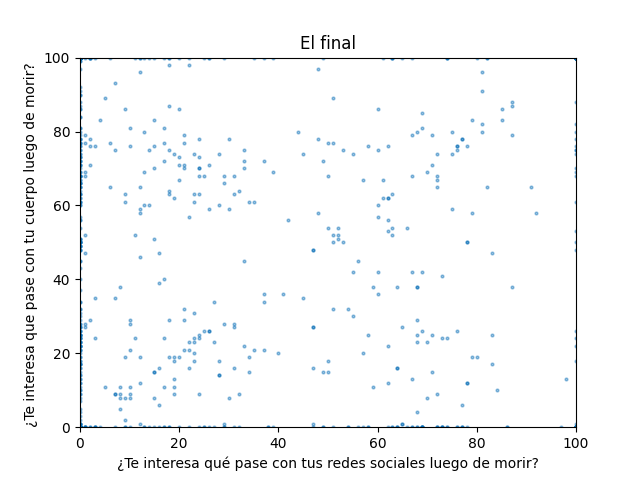 El final
¿Te interesa que pase con tu cuerpo luego de morir?
100
80
60
40
20
0
0 20 40 60 80 100
¿Te interesa qué pase con tus redes sociales luego de morir?